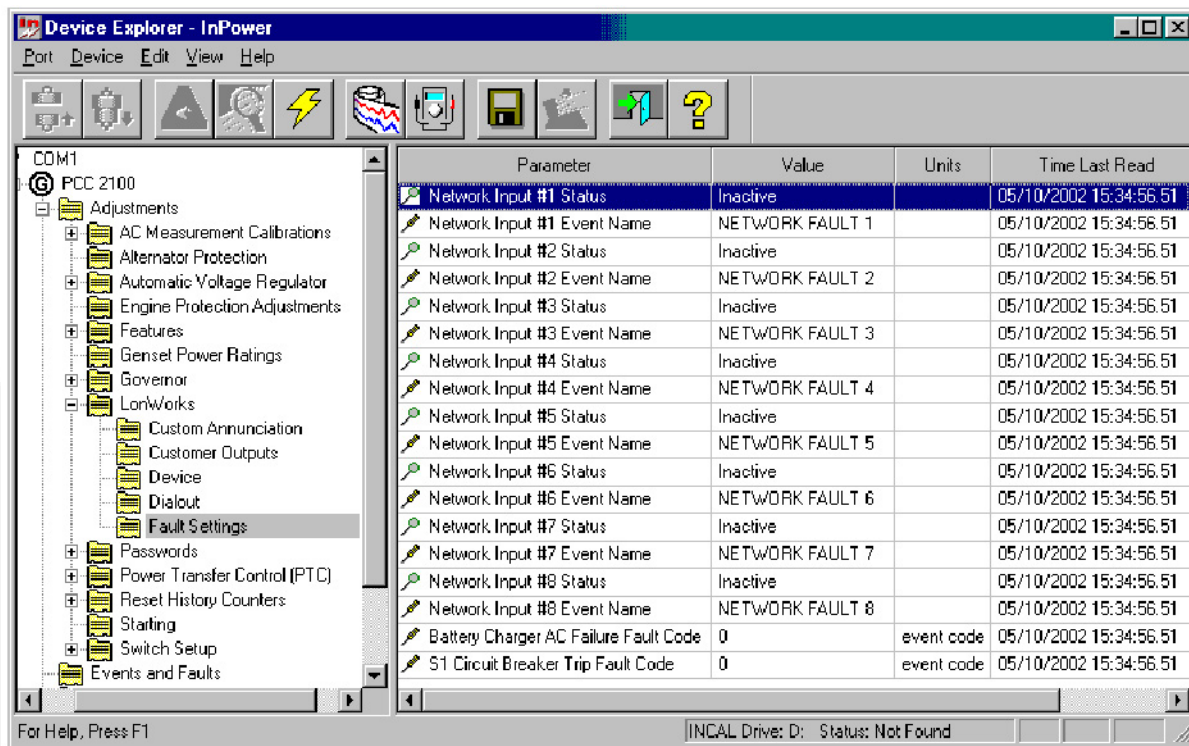 Device Explorer - InPower
Port Device Edit View Help
COM1
PCC 2100
Adjustments
AC Measurement Calibrations
Alternator Protection
Automatic Voltage Regulator
Engine Protection Adjustments
Features
Genset Power Ratings
Governor
LonWorks
Custom Annunciation
Customer Outputs
Device
Dialout
Fault Settings
Passwords
Power Transfer Control (PTC)
Reset History Counters
Starting
Switch Setup
Events and Faults
Parameter Value Units Time Last Read
Network Input #1 Status Inactive 05/10/2002 15:34:56.51
Network Input #1 Event Name NETWORK FAULT 1 05/10/2002 15:34:56.51
Network Input #2 Status Inactive 05/10/2002 15:34:56.51
Network Input #2 Event Name NETWORK FAULT 2 05/10/2002 15:34:56.51
Network Input #3 Status Inactive 05/10/2002 15:34:56.51
Network Input #3 Event Name NETWORK FAULT 3 05/10/2002 15:34:56.51
Network Input #4 Status Inactive 05/10/2002 15:34:56.51
Network Input #4 Event Name NETWORK FAULT 4 05/10/2002 15:34:56.51
Network Input #5 Status Inactive 05/10/2002 15:34:56.51
Network Input #5 Event Name NETWORK FAULT 5 05/10/2002 15:34:56.51
Network Input #6 Status Inactive 05/10/2002 15:34:56.51
Network Input #6 Event Name NETWORK FAULT 6 05/10/2002 15:34:56.51
Network Input #7 Status Inactive 05/10/2002 15:34:56.51
Network Input #7 Event Name NETWORK FAULT 7 05/10/2002 15:34:56.51
Network Input #8 Status Inactive 05/10/2002 15:34:56.51
Network Input #8 Event Name NETWORK FAULT 8 05/10/2002 15:34:56.51
Battery Charger AC Failure Fault Code 0 event code 05/10/2002 15:34:56.51
S1 Circuit Breaker Trip Fault Code 0 event code 05/10/2002 15:34:56.51
For Help, Press F1 INCAL Drive: D: Status: Not Found